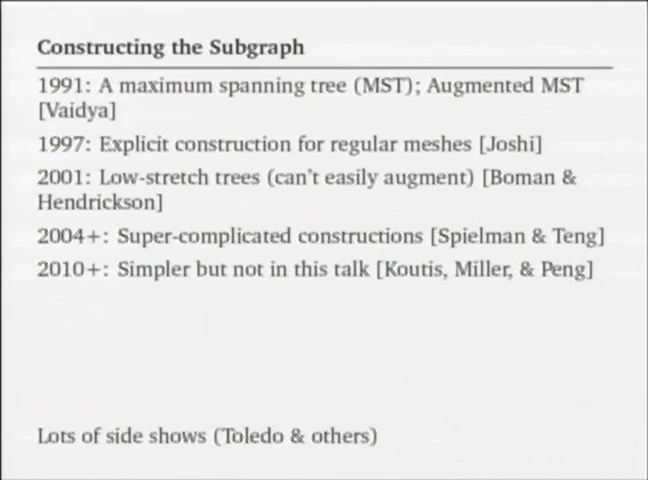 Constructing the Subgraph
1991: A maximum spanning tree (MST); Augmented MST
[Vaidya]
1997: Explicit construction for regular meshes [Joshi]
2001: Low-stretch trees (can't easily augment) [Boman &
Hendrickson]
2004+: Super-complicated constructions [Spielman & Teng]
2010+: Simpler but not in this talk [Koutis, Miller, & Peng]
Lots of side shows (Toledo & others)